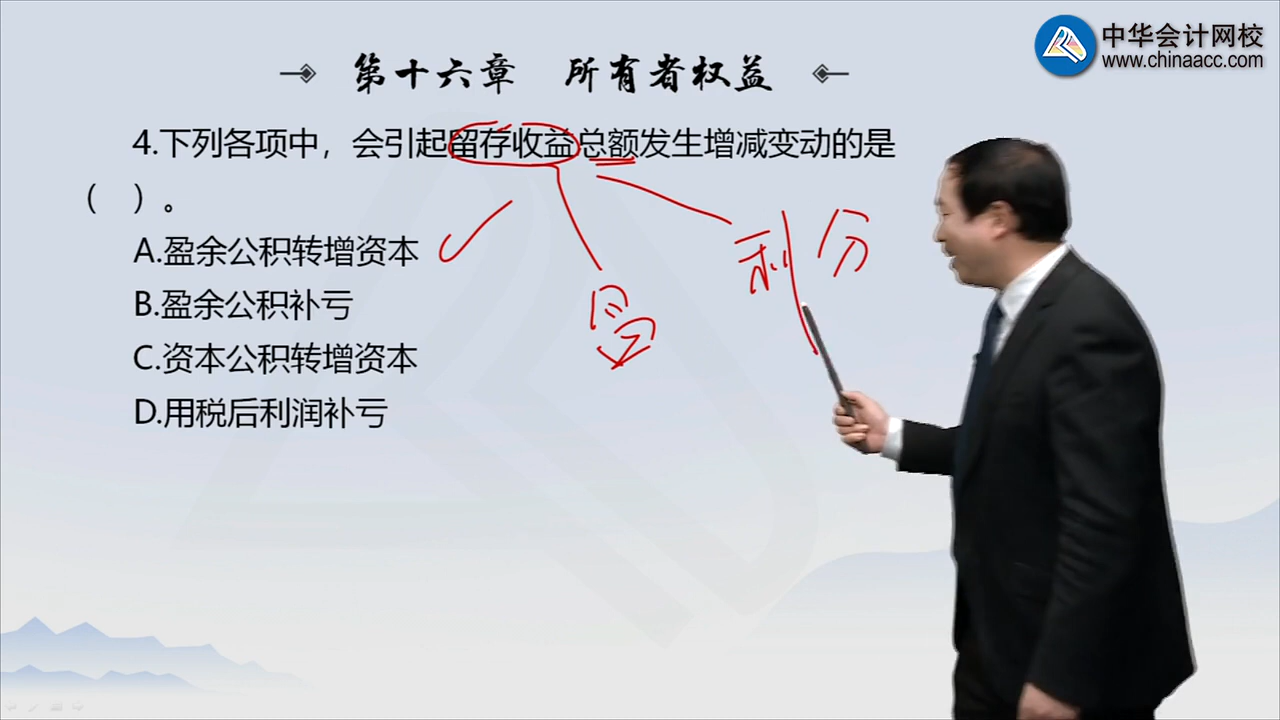 中华会计网校
www.chinaacc.com
第十六章 所有者权益
4.下列各项中，会引起留存收益总额发生增减变动的是
（ ）。
A.盈余公积转增资本
B.盈余公积补亏
C.资本公积转增资本
D.用税后利润补亏
利分